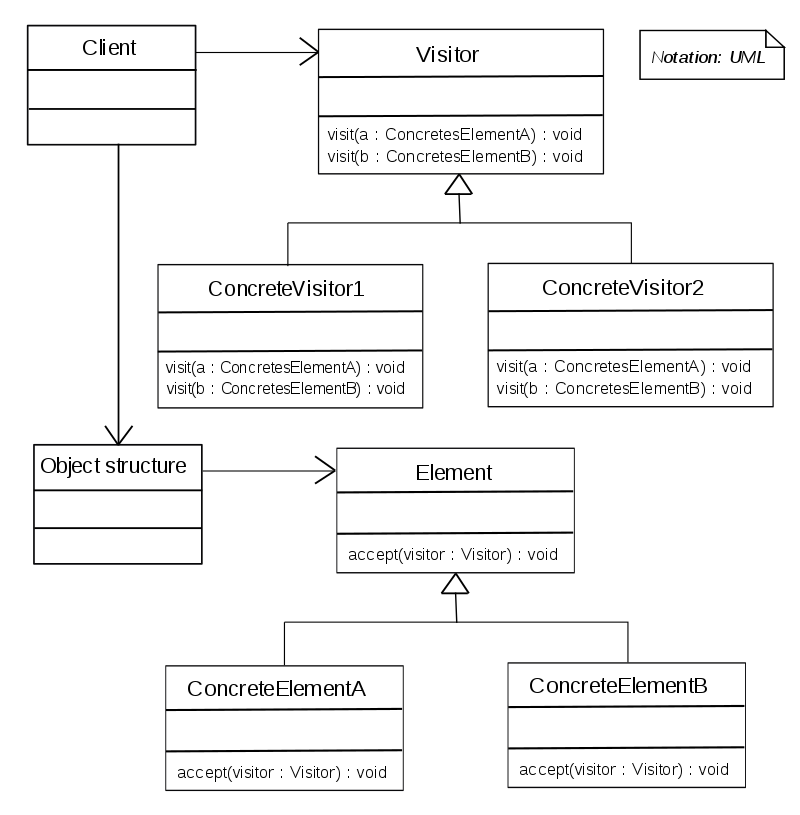 Client
Visitor
Notation: UML
visit(a : ConcretesElementA) : void
visit(b : ConcretesElementB) : void
ConcreteVisitor1
ConcreteVisitor2
visit(a : ConcretesElementA) : void
visit(b : ConcretesElementB) : void
visit(a : ConcretesElementA) : void
visit(b : ConcretesElementB) : void
Object structure
Element
accept(visitor : Visitor) : void
ConcreteElementA
ConcreteElementB
accept(visitor : Visitor) : void
accept(visitor : Visitor) : void